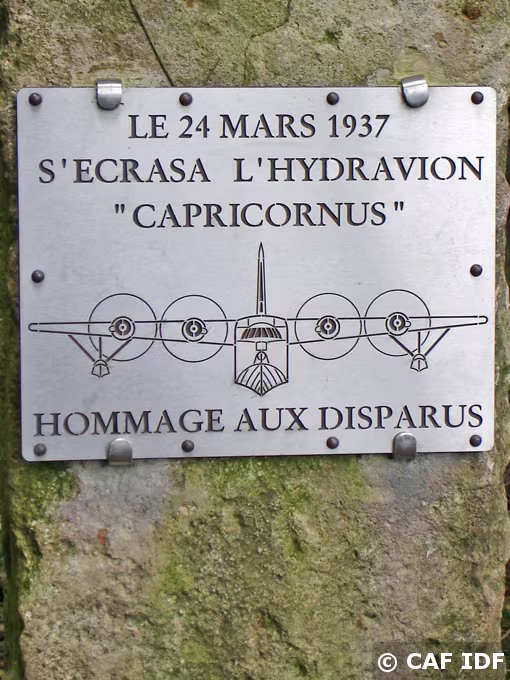 LE 24 MARS 1937
S'ECRASA L'HYDRAVION
"CAPRICORNUS"
HOMMAGE AUX DISPARUS
© CAF IDF